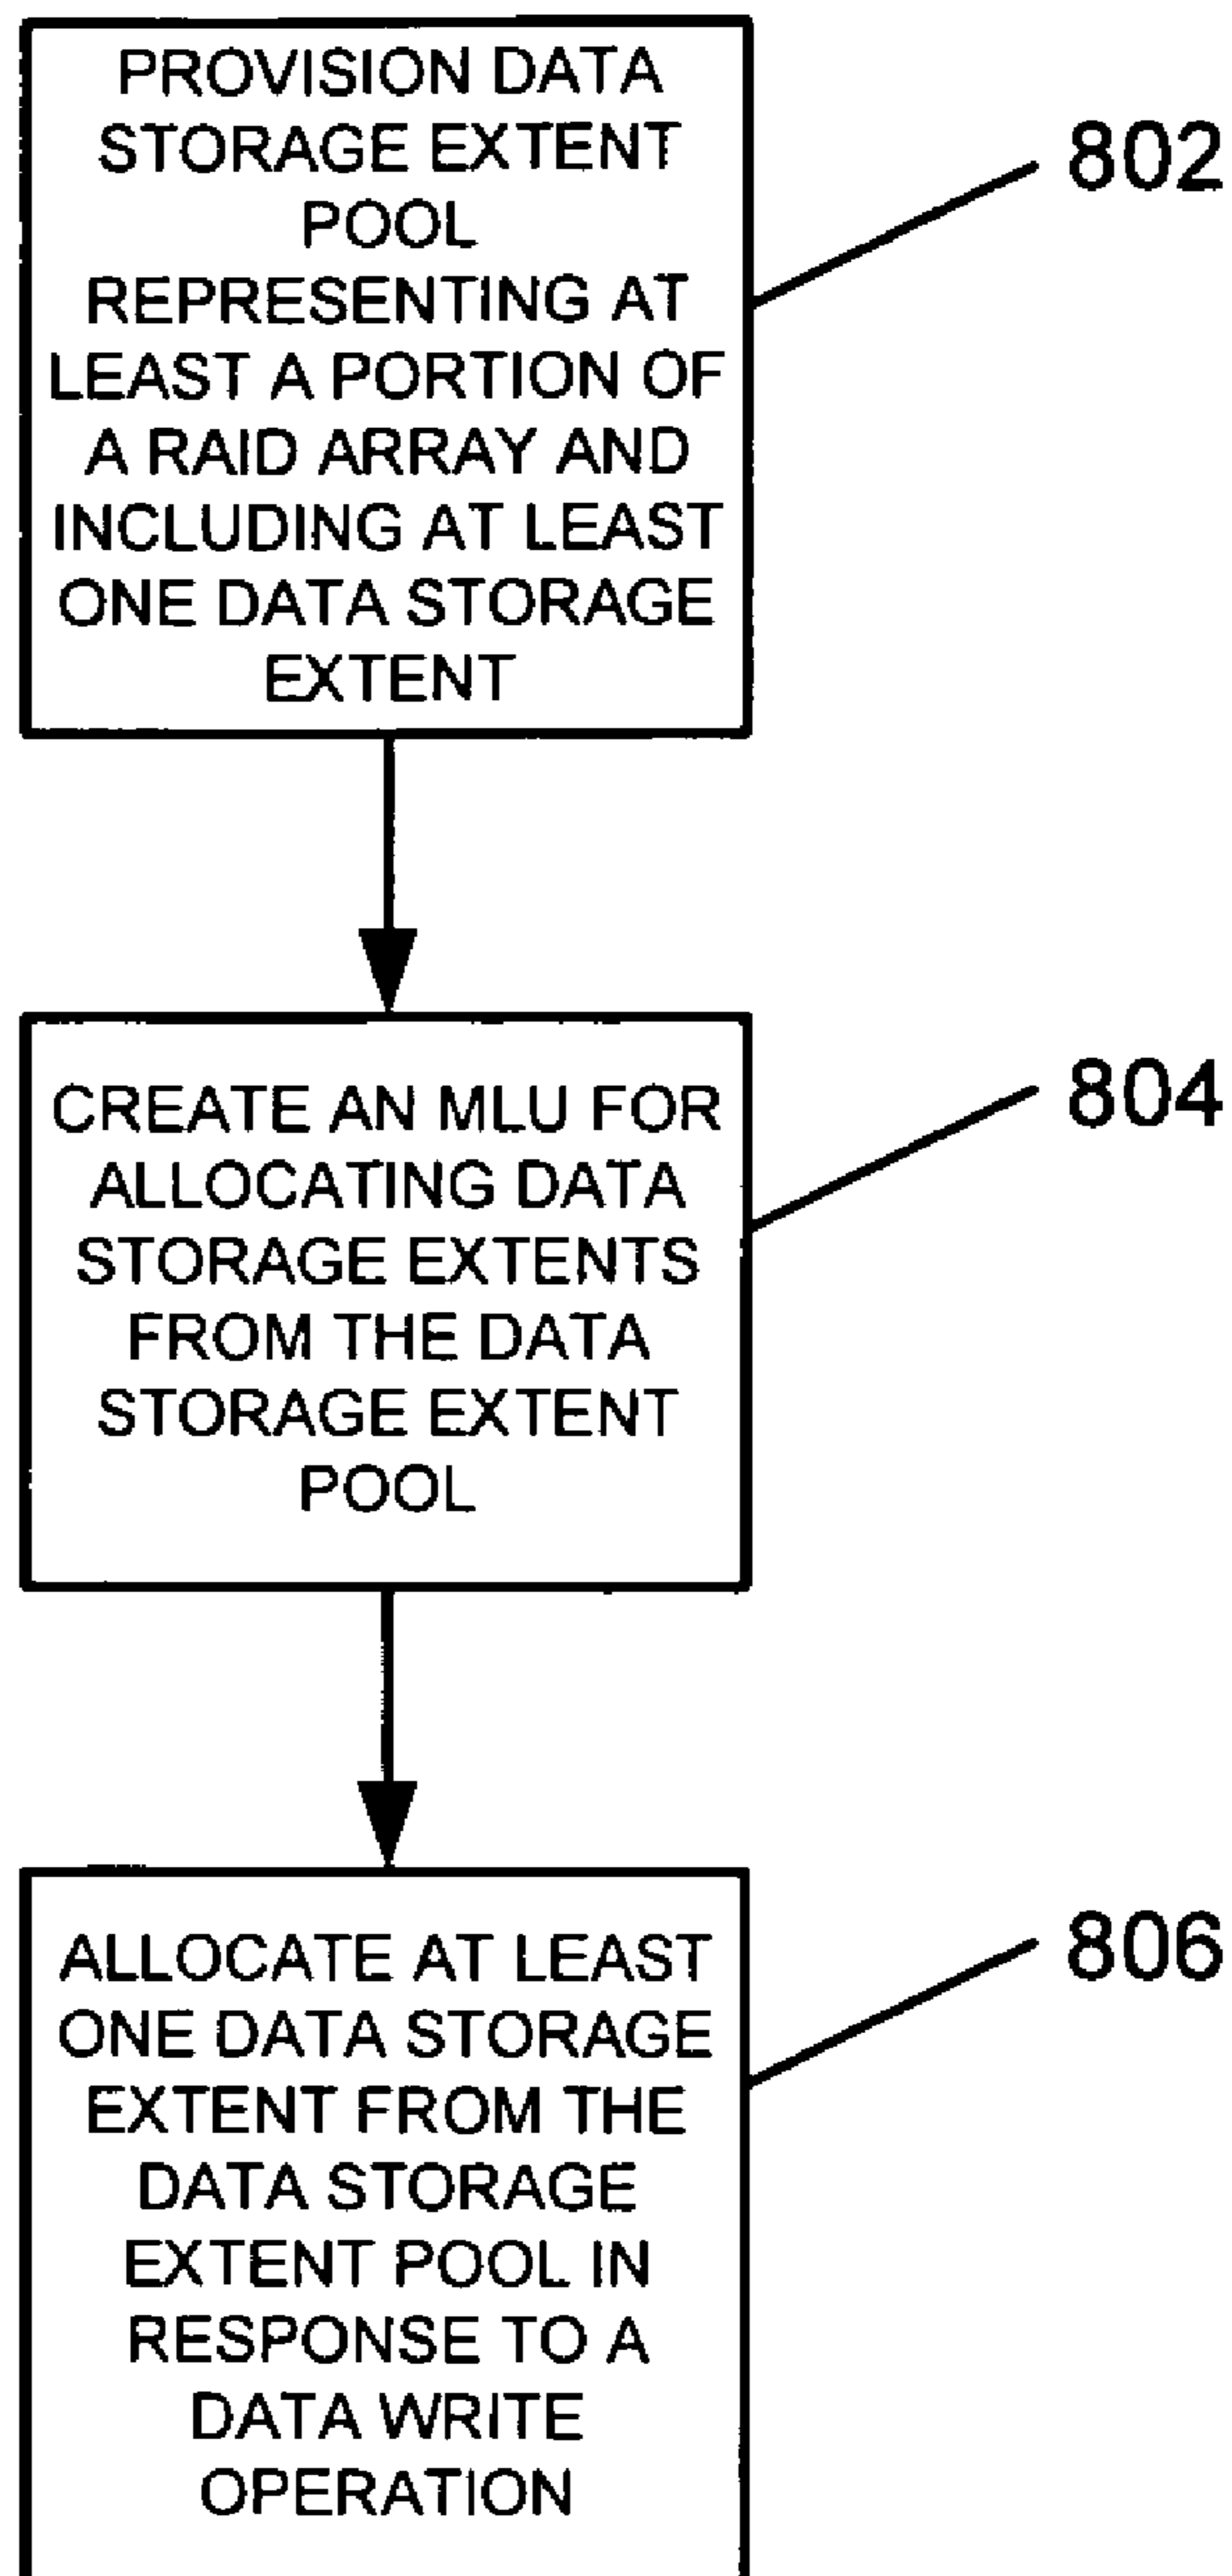 PROVISION DATA
STORAGE EXTENT
POOL
REPRESENTING AT
LEAST A PORTION OF
A RAID ARRAY AND
INCLUDING AT LEAST
ONE DATA STORAGE
EXTENT
802
CREATE AN MLU FOR
ALLOCATING DATA
STORAGE EXTENTS
FROM THE DATA
STORAGE EXTENT
POOL
804
ALLOCATE AT LEAST
ONE DATA STORAGE
EXTENT FROM THE
DATA STORAGE
EXTENT POOL IN
RESPONSE TO A
DATA WRITE
OPERATION
806